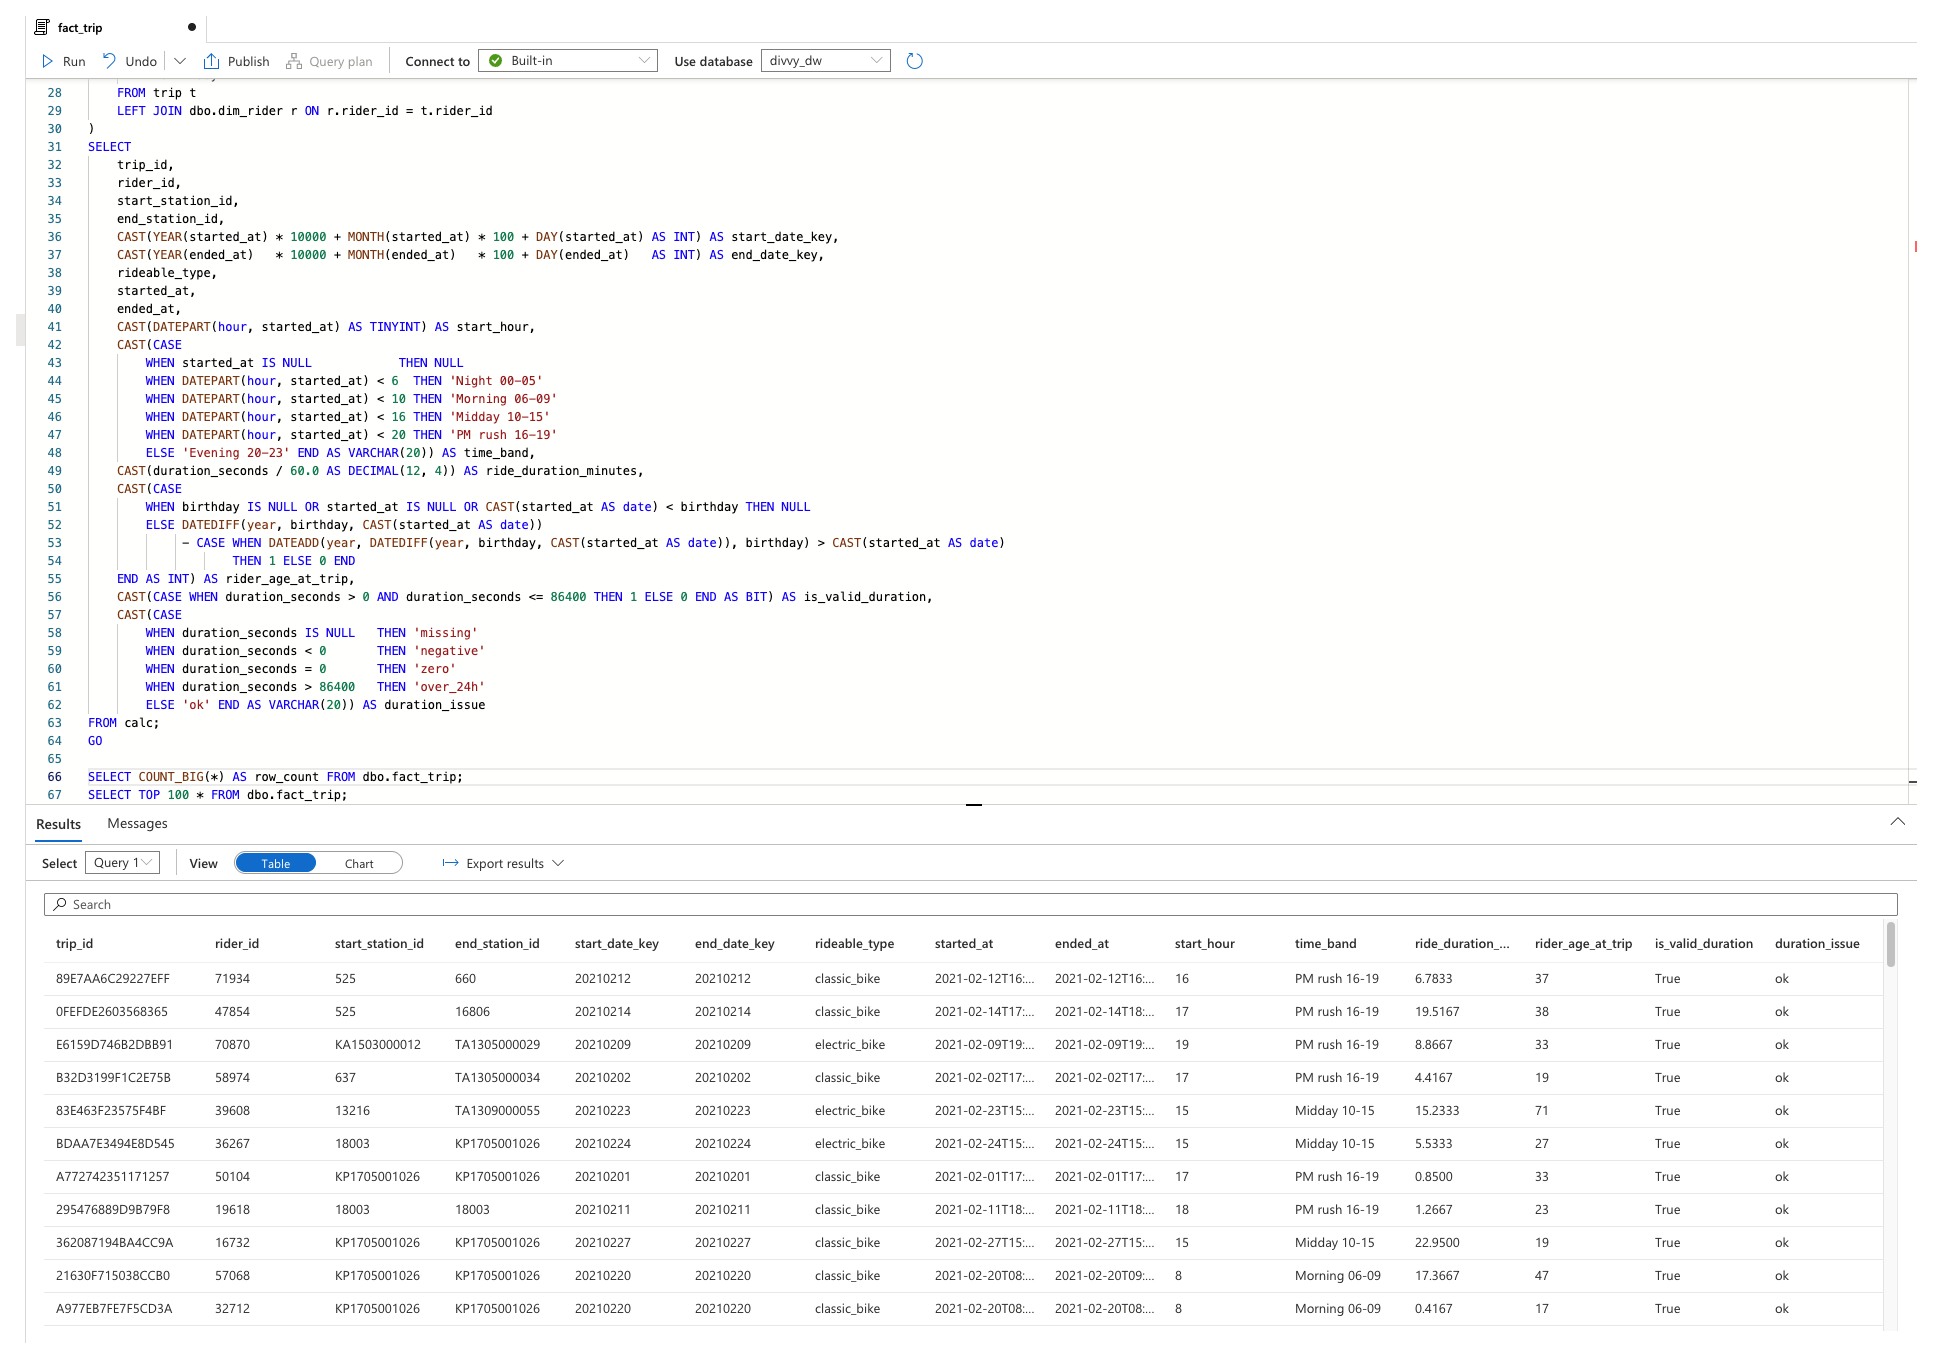 fact_trip
Run Undo Publish Query plan Connect to Built-in Use database divvy_dw
28 FROM trip t
29 LEFT JOIN dbo.dim_rider r ON r.rider_id = t.rider_id
30 )
31 SELECT
32 trip_id,
33 rider_id,
34 start_station_id,
35 end_station_id,
36 CAST(YEAR(started_at) * 10000 + MONTH(started_at) * 100 + DAY(started_at) AS INT) AS start_date_key,
37 CAST(YEAR(ended_at)   * 10000 + MONTH(ended_at)   * 100 + DAY(ended_at)   AS INT) AS end_date_key,
38 rideable_type,
39 started_at,
40 ended_at,
41 CAST(DATEPART(hour, started_at) AS TINYINT) AS start_hour,
42 CAST(CASE
43 WHEN started_at IS NULL            THEN NULL
44 WHEN DATEPART(hour, started_at) < 6  THEN 'Night 00-05'
45 WHEN DATEPART(hour, started_at) < 10 THEN 'Morning 06-09'
46 WHEN DATEPART(hour, started_at) < 16 THEN 'Midday 10-15'
47 WHEN DATEPART(hour, started_at) < 20 THEN 'PM rush 16-19'
48 ELSE 'Evening 20-23' END AS VARCHAR(20)) AS time_band,
49 CAST(duration_seconds / 60.0 AS DECIMAL(12, 4)) AS ride_duration_minutes,
50 CAST(CASE
51 WHEN birthday IS NULL OR started_at IS NULL OR CAST(started_at AS date) < birthday THEN NULL
52 ELSE DATEDIFF(year, birthday, CAST(started_at AS date))
53 - CASE WHEN DATEADD(year, DATEDIFF(year, birthday, CAST(started_at AS date)), birthday) > CAST(started_at AS date)
54 THEN 1 ELSE 0 END
55 END AS INT) AS rider_age_at_trip,
56 CAST(CASE WHEN duration_seconds > 0 AND duration_seconds <= 86400 THEN 1 ELSE 0 END AS BIT) AS is_valid_duration,
57 CAST(CASE
58 WHEN duration_seconds IS NULL   THEN 'missing'
59 WHEN duration_seconds < 0       THEN 'negative'
60 WHEN duration_seconds = 0       THEN 'zero'
61 WHEN duration_seconds > 86400   THEN 'over_24h'
62 ELSE 'ok' END AS VARCHAR(20)) AS duration_issue
63 FROM calc;
64 GO
65
66 SELECT COUNT_BIG(*) AS row_count FROM dbo.fact_trip;
67 SELECT TOP 100 * FROM dbo.fact_trip;
Results Messages
Select Query 1 View Table Chart Export results
Search
trip_id rider_id start_station_id end_station_id start_date_key end_date_key rideable_type started_at ended_at start_hour time_band ride_duration_... rider_age_at_trip is_valid_duration duration_issue
89E7AA6C29227EFF 71934 525 660 20210212 20210212 classic_bike 2021-02-12T16:... 2021-02-12T16:... 16 PM rush 16-19 6.7833 37 True ok
0FEFDE2603568365 47854 525 16806 20210214 20210214 classic_bike 2021-02-14T17:... 2021-02-14T18:... 17 PM rush 16-19 19.5167 38 True ok
E6159D746B2DBB91 70870 KA1503000012 TA1305000029 20210209 20210209 electric_bike 2021-02-09T19:... 2021-02-09T19:... 19 PM rush 16-19 8.8667 33 True ok
B32D3199F1C2E75B 58974 637 TA1305000034 20210202 20210202 classic_bike 2021-02-02T17:... 2021-02-02T17:... 17 PM rush 16-19 4.4167 19 True ok
83E463F23575F4BF 39608 13216 TA1309000055 20210223 20210223 electric_bike 2021-02-23T15:... 2021-02-23T15:... 15 Midday 10-15 15.2333 71 True ok
BDAA7E3494E8D545 36267 18003 KP1705001026 20210224 20210224 electric_bike 2021-02-24T15:... 2021-02-24T15:... 15 Midday 10-15 5.5333 27 True ok
A772742351171257 50104 KP1705001026 KP1705001026 20210201 20210201 classic_bike 2021-02-01T17:... 2021-02-01T17:... 17 PM rush 16-19 0.8500 33 True ok
295476889D9B79F8 19618 18003 18003 20210211 20210211 classic_bike 2021-02-11T18:... 2021-02-11T18:... 18 PM rush 16-19 1.2667 23 True ok
362087194BA4CC9A 16732 KP1705001026 KP1705001026 20210227 20210227 classic_bike 2021-02-27T15:... 2021-02-27T15:... 15 Midday 10-15 22.9500 19 True ok
21630F715038CCB0 57068 KP1705001026 KP1705001026 20210220 20210220 classic_bike 2021-02-20T08:... 2021-02-20T09:... 8 Morning 06-09 17.3667 47 True ok
A977EB7FE7F5CD3A 32712 KP1705001026 KP1705001026 20210220 20210220 classic_bike 2021-02-20T08:... 2021-02-20T08:... 8 Morning 06-09 0.4167 17 True ok